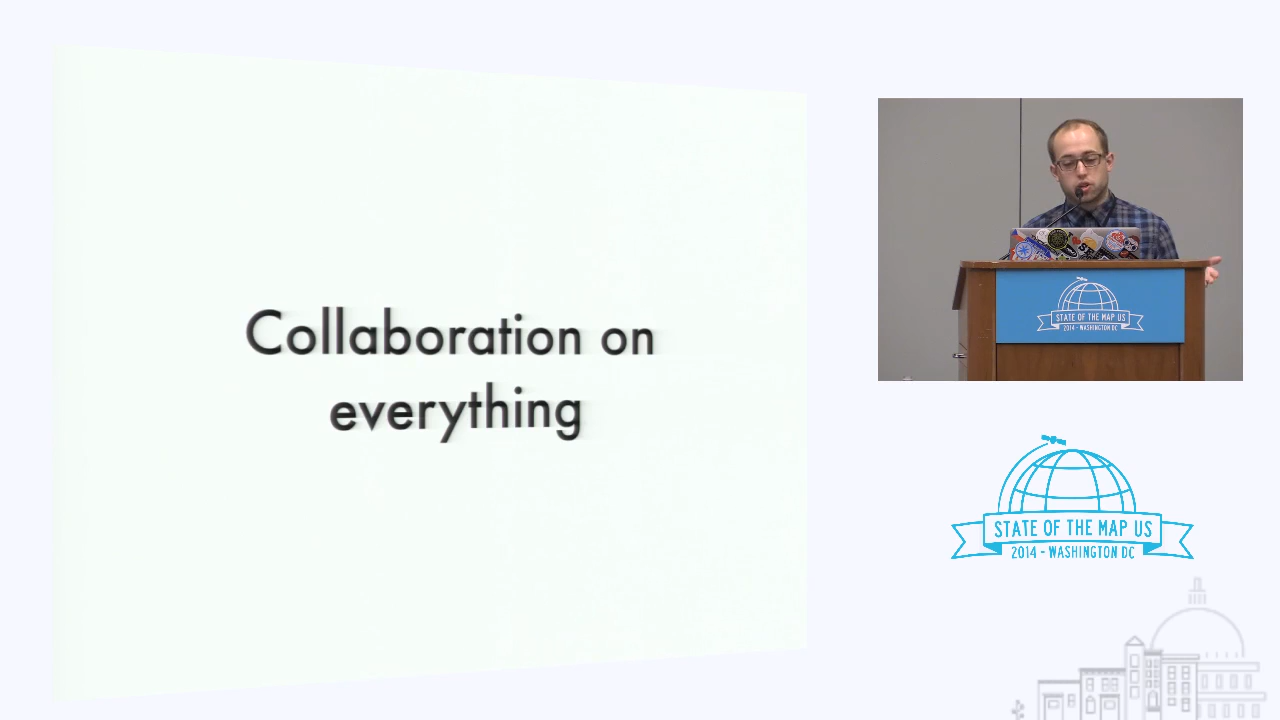 Collaboration on
everything
STATE OF THE MAP US
2014 - WASHINGTON DC
STATE OF THE MAP US
2014 - WASHINGTON DC